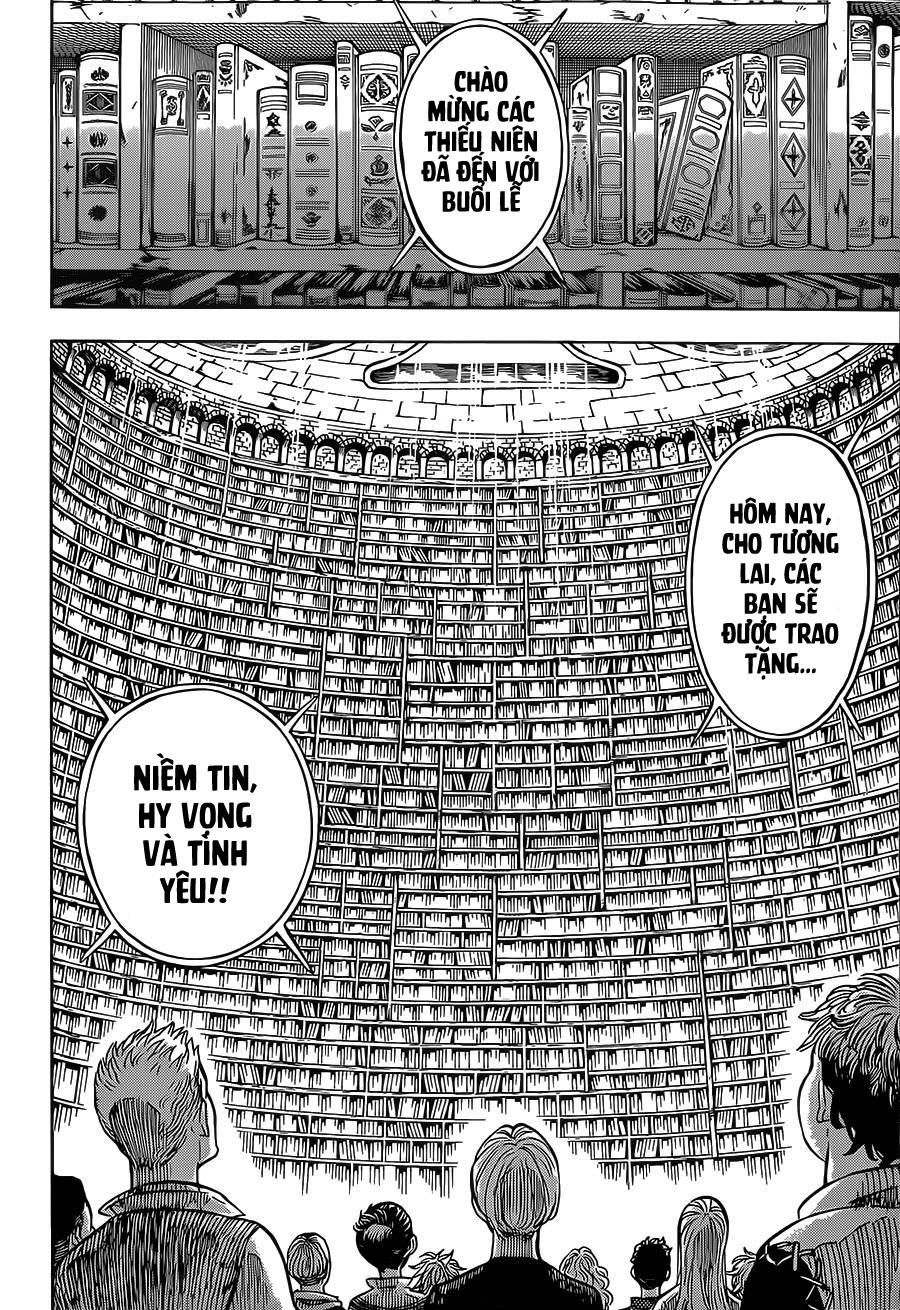 CHÀO
MỪNG CÁC
THIẾU NIÊN
ĐÃ ĐẾN VỚI
BUỔI LỄ
HÔM NAY,
CHO TƯƠNG
LAI, CÁC
BẠN SẼ
ĐƯỢC TRAO
TẶNG...
NIỀM TIN,
HY VỌNG
VÀ TÌNH
YÊU!!